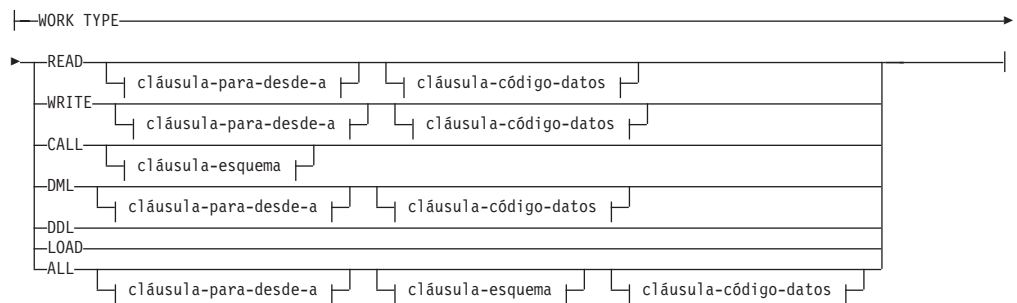 WORK TYPE
READ
cláusula-para-desde-a cláusula-código-datos
WRITE
cláusula-para-desde-a cláusula-código-datos
CALL
cláusula-esquema
DML
cláusula-para-desde-a cláusula-código-datos
DDL
LOAD
ALL
cláusula-para-desde-a cláusula-esquema cláusula-código-datos